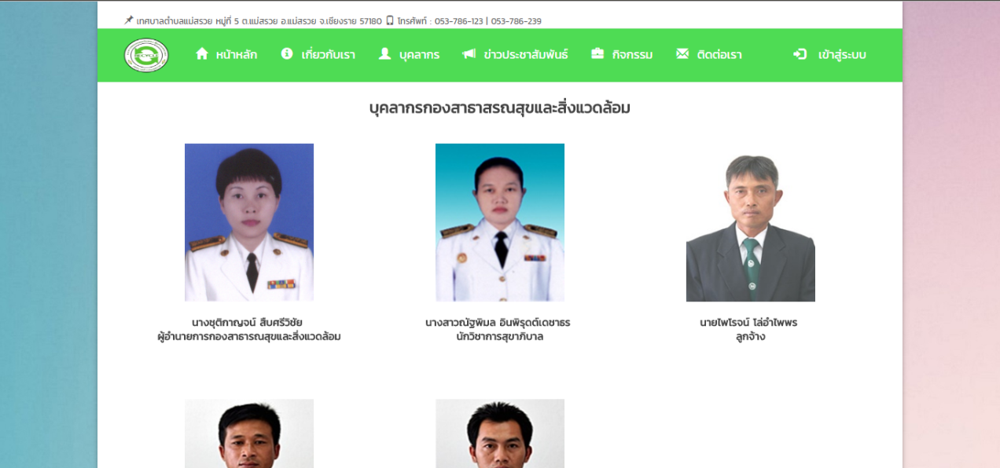 เทศบาลตำบลแม่สรวย หมู่ที่ 5 ต.แม่สรวย อ.แม่สรวย จ.เชียงราย 57180 โทรศัพท์ : 053-786-123 | 053-786-239
RECYCLE หน้าหลัก เกี่ยวกับเรา บุคลากร ข่าวประชาสัมพันธ์ กิจกรรม ติดต่อเรา เข้าสู่ระบบ
บุคลากรกองสาธาสรณสุขและสิ่งแวดล้อม
นางชุติกาญจน์ สืบศรีวิชัย
ผู้อำนายการกองสาธารณสุขและสิ่งแวดล้อม
นางสาวณัฐพิมล อินพิรุดต์เดชาธร
นักวิชาการสุขาภิบาล
นายไพโรจน์ ไล่อำไพพร
ลูกจ้าง